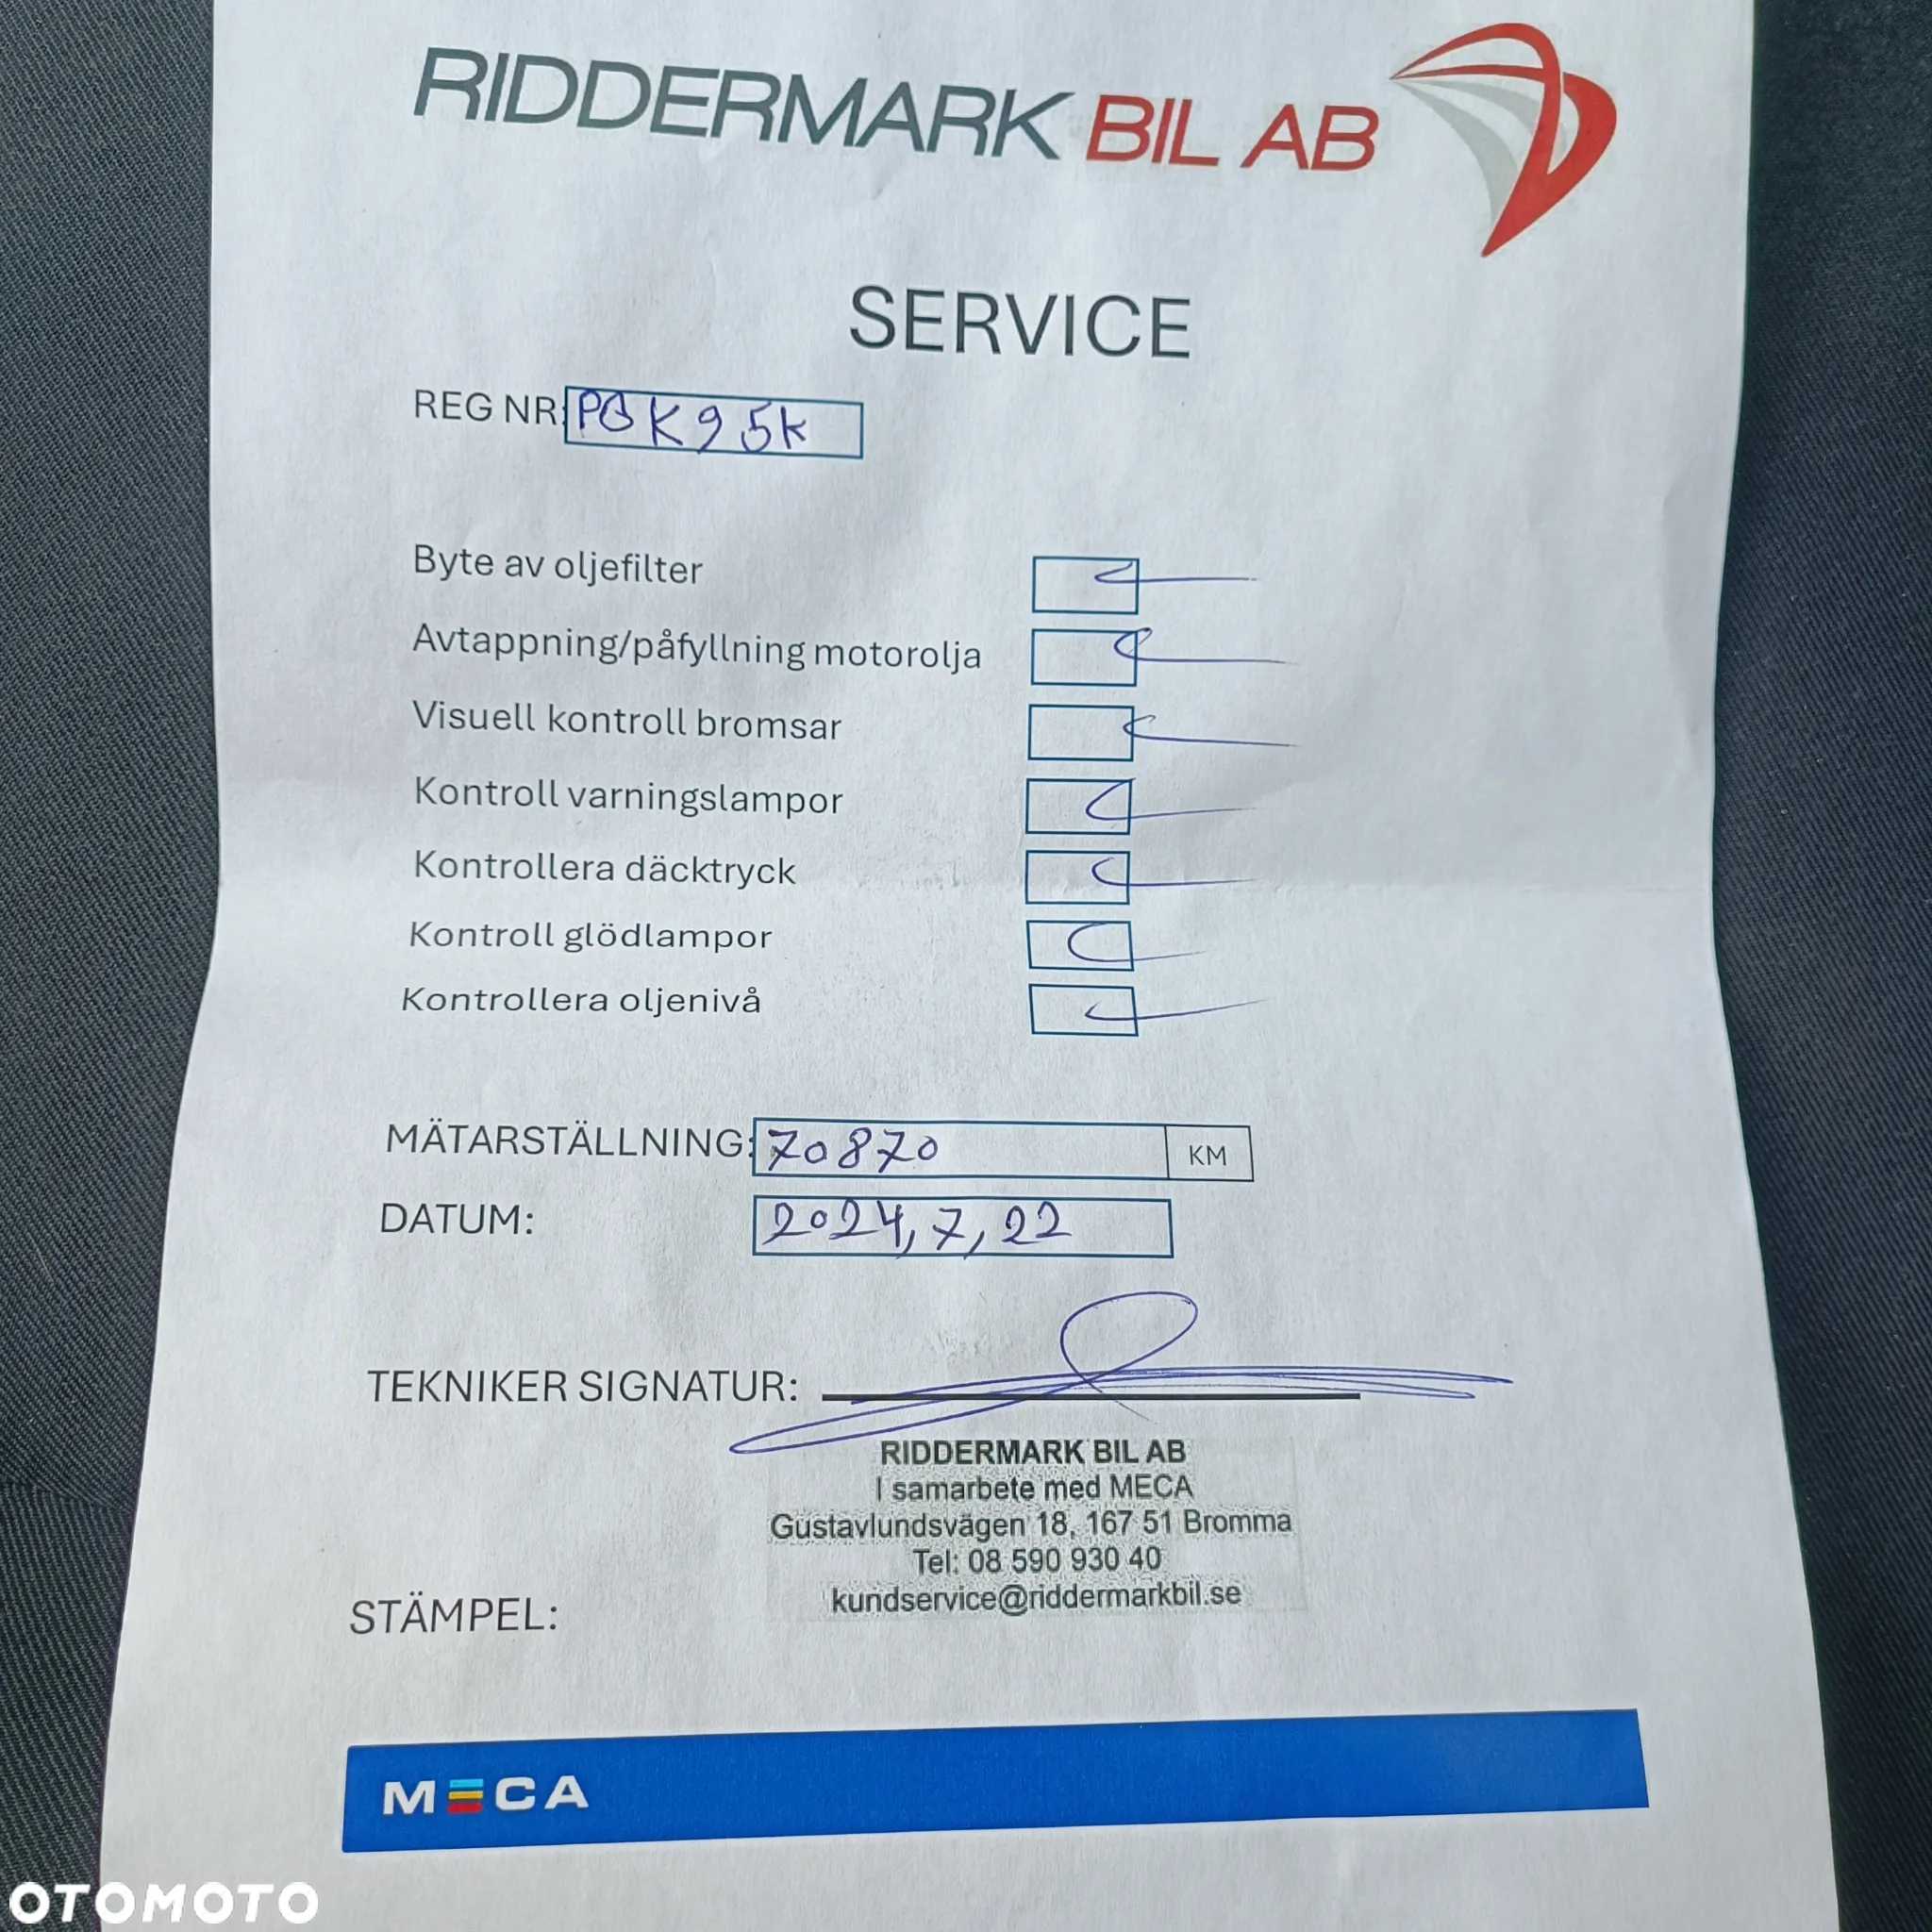 RIDDERMARK BIL AB
SERVICE
REG NR: PBK95K
Byte av oljefilter
Avtappning/påfyllning motorolja
Visuell kontroll bromsar
Kontroll varningslampor
Kontrollera däcktryck
Kontroll glödlampor
Kontrollera oljenivå
MÄTARSTÄLLNING: 70870 KM
DATUM: 2024,7,22
TEKNIKER SIGNATUR:
RIDDERMARK BIL AB
I samarbete med MECA
Gustavlundsvägen 18, 167 51 Bromma
Tel: 08 590 930 40
kundservice@riddermarkbil.se
STÄMPEL:
MECA
OTOMOTO